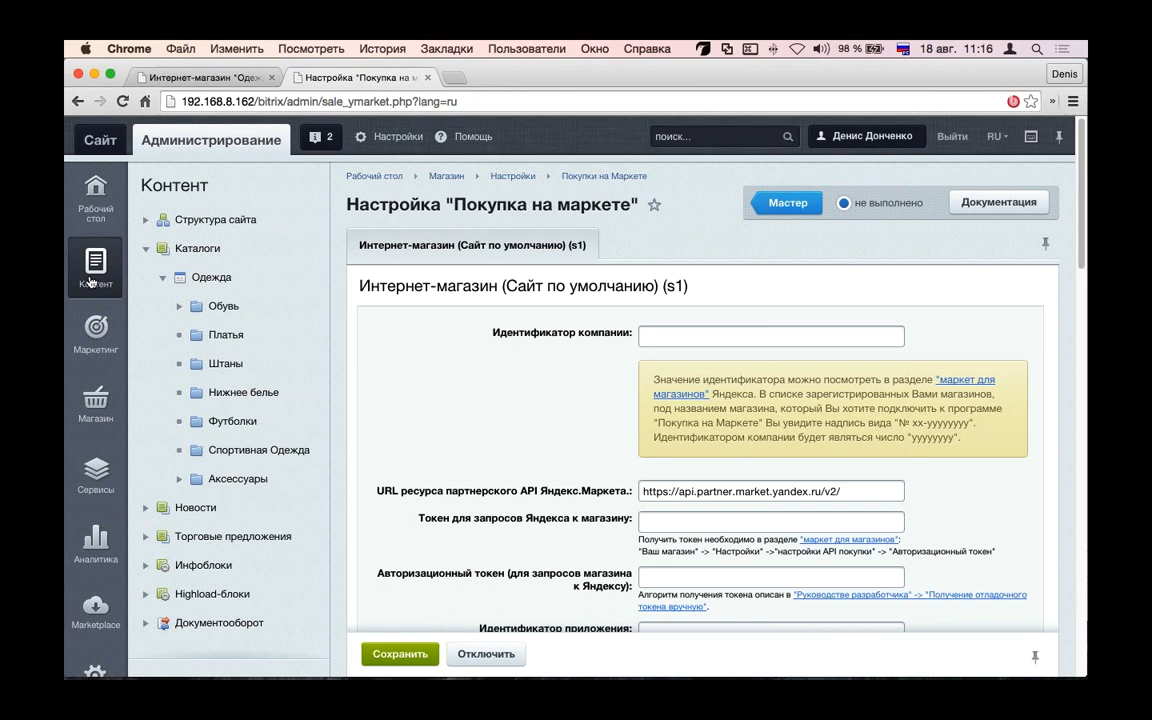 Chrome Файл Изменить Посмотреть История Закладки Пользователи Окно Справка 98 % 18 авг. 11:16
Интернет-магазин "Одеж
Настройка "Покупка на м
Denis
192.168.8.162/bitrix/admin/sale_ymarket.php?lang=ru
Сайт
Администрирование
2
Настройки
Помощь
поиск...
Денис Донченко
Выйти
RU
Рабочий стол
Контент
Маркетинг
Магазин
Сервисы
Аналитика
Marketplace
Контент
Структура сайта
Каталоги
Одежда
Обувь
Платья
Штаны
Нижнее белье
Футболки
Спортивная Одежда
Аксессуары
Новости
Торговые предложения
Инфоблоки
Highload-блоки
Документооборот
Рабочий стол Магазин Настройки Покупки на Маркете
Настройка "Покупка на маркете"
Мастер
не выполнено
Документация
Интернет-магазин (Сайт по умолчанию) (s1)
Интернет-магазин (Сайт по умолчанию) (s1)
Идентификатор компании:
Значение идентификатора можно посмотреть в разделе "маркет для
магазинов" Яндекса. В списке зарегистрированных Вами магазинов,
под названием магазина, который Вы хотите подключить к программе
"Покупка на Маркете" Вы увидите надпись вида "№ хх-уууууууу".
Идентификатором компании будет являться число "уууууууу".
URL ресурса партнерского API Яндекс.Маркета.: https://api.partner.market.yandex.ru/v2/
Токен для запросов Яндекса к магазину:
Получить токен необходимо в разделе "маркет для магазинов":
"Ваш магазин" -> "Настройки" ->"настройки API покупки" -> "Авторизационный токен"
Авторизационный токен (для запросов магазина
к Яндексу):
Алгоритм получения токена описан в "Руководстве разработчика" -> "Получение отладочного
токена вручную".
Идентификатор приложения:
Сохранить
Отключить